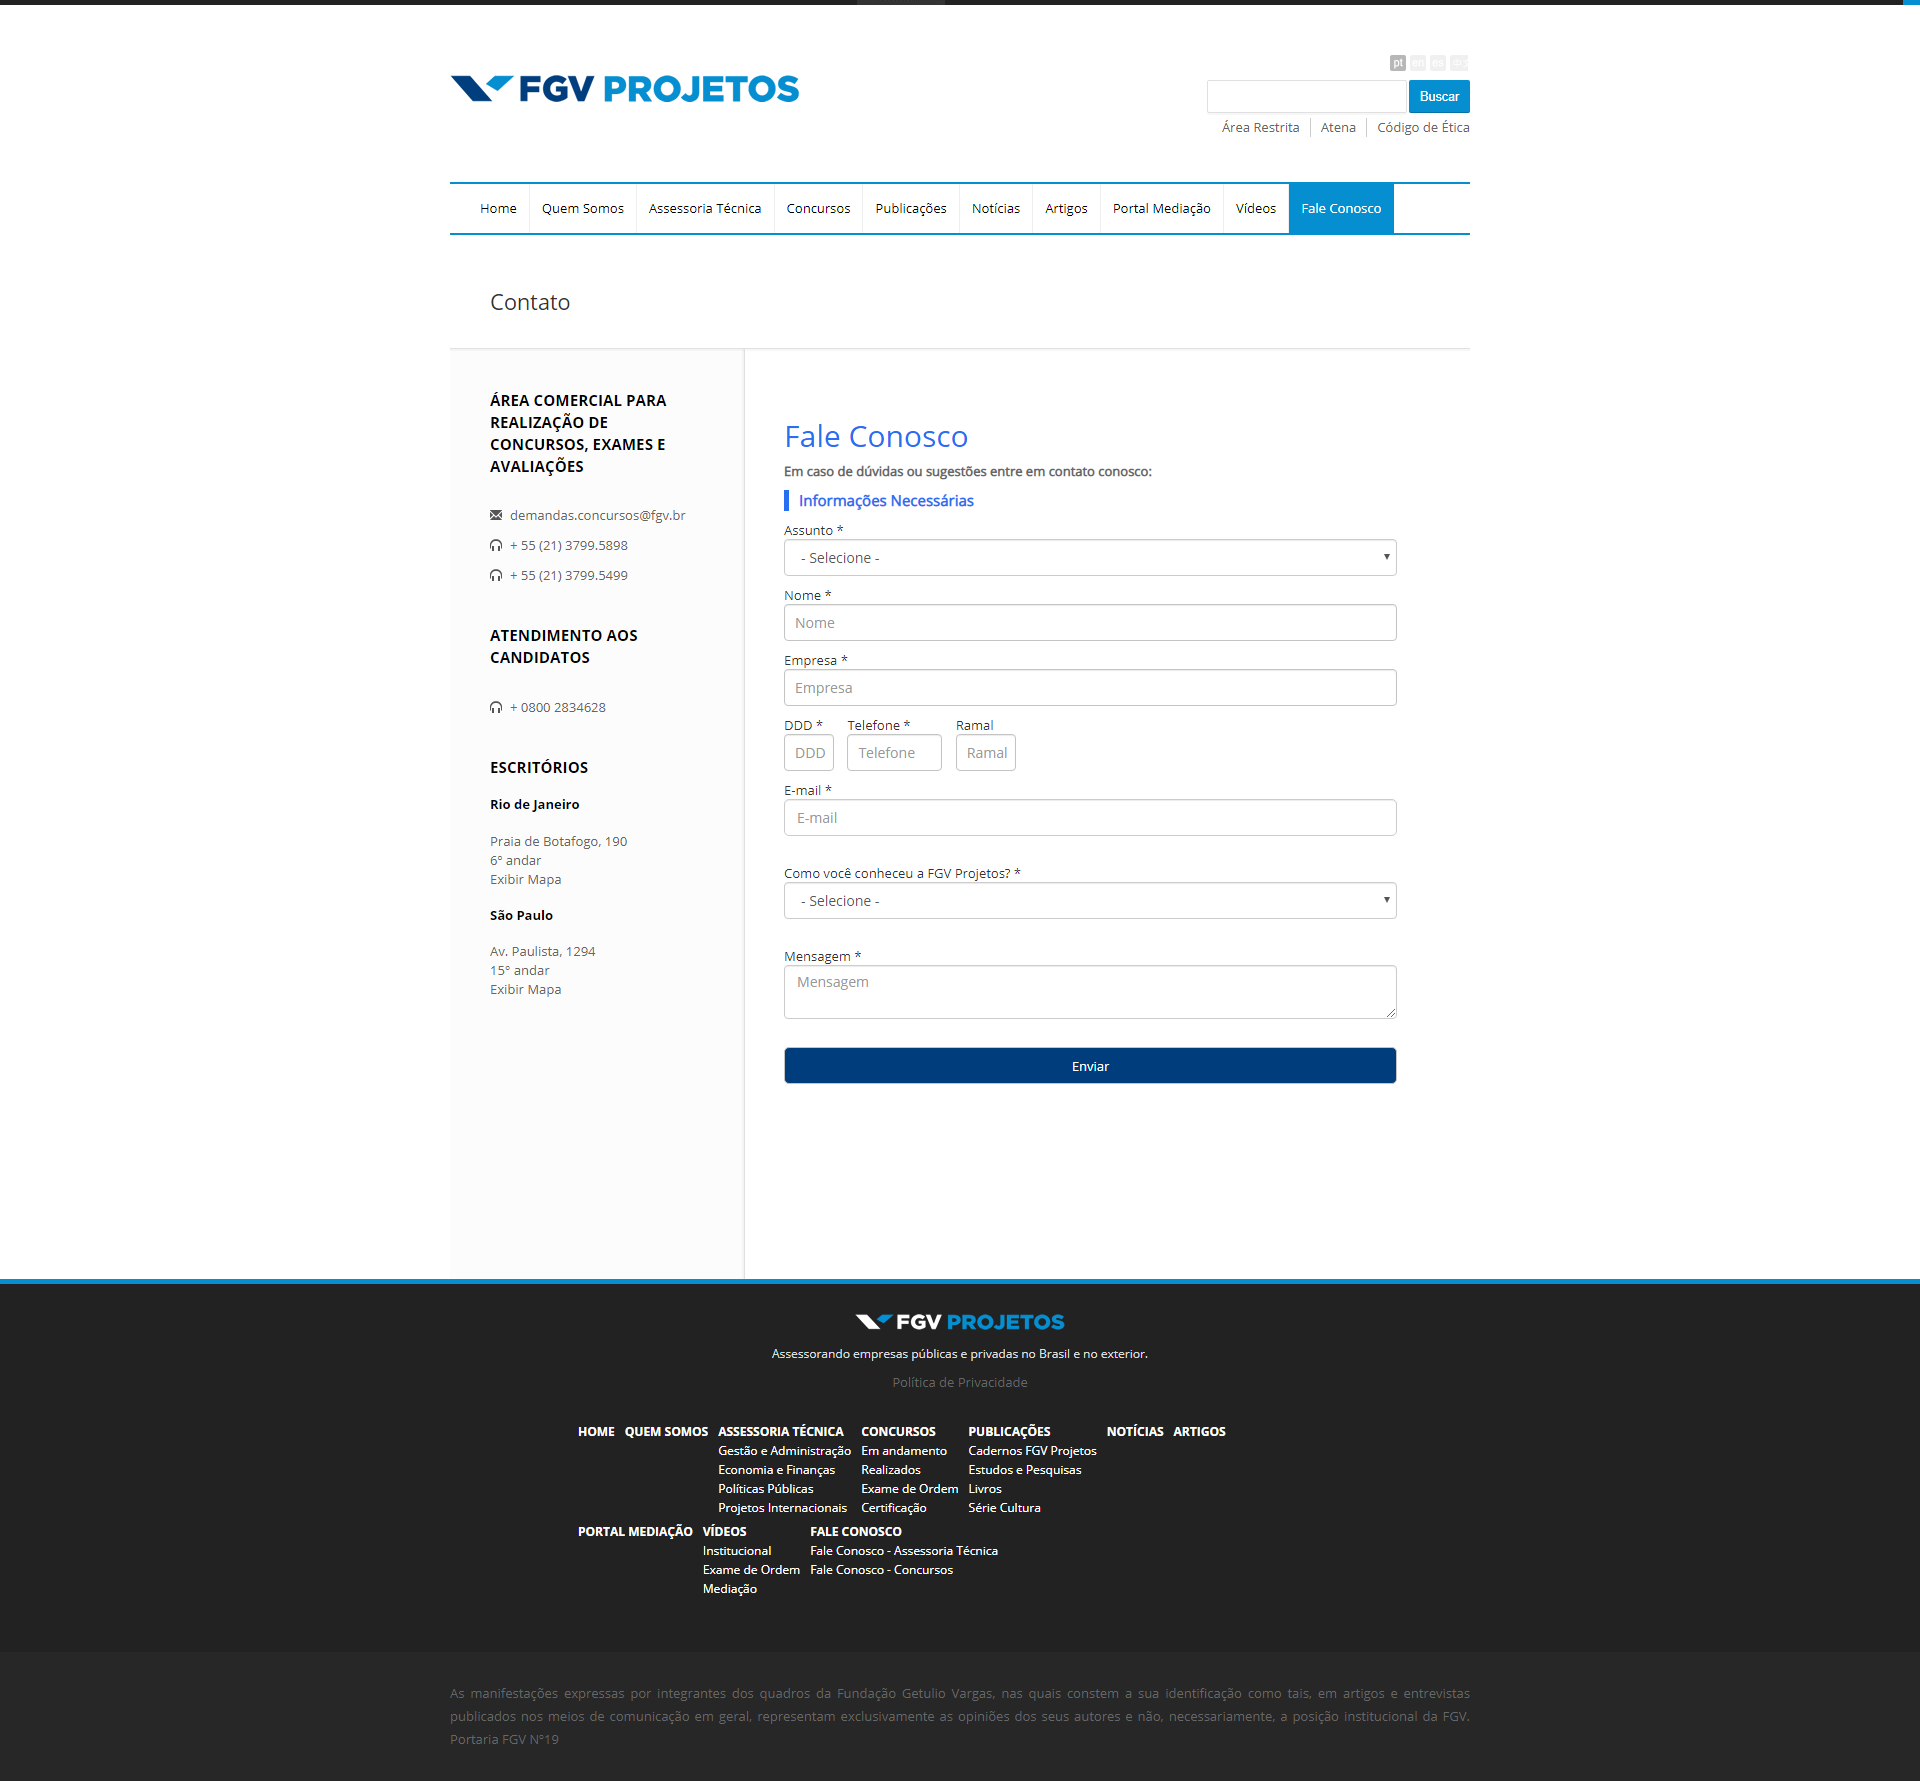 pt en es
FGV PROJETOS
Buscar
Área Restrita Atena Código de Ética
Home Quem Somos Assessoria Técnica Concursos Publicações Notícias Artigos Portal Mediação Vídeos Fale Conosco
Contato
ÁREA COMERCIAL PARA
REALIZAÇÃO DE
CONCURSOS, EXAMES E
AVALIAÇÕES
demandas.concursos@fgv.br
+ 55 (21) 3799.5898
+ 55 (21) 3799.5499
ATENDIMENTO AOS
CANDIDATOS
+ 0800 2834628
ESCRITÓRIOS
Rio de Janeiro
Praia de Botafogo, 190
6° andar
Exibir Mapa
São Paulo
Av. Paulista, 1294
15° andar
Exibir Mapa
Fale Conosco
Em caso de dúvidas ou sugestões entre em contato conosco:
Informações Necessárias
Assunto *
- Selecione -
Nome *
Nome
Empresa *
Empresa
DDD * Telefone * Ramal
DDD Telefone Ramal
E-mail *
E-mail
Como você conheceu a FGV Projetos? *
- Selecione -
Mensagem *
Mensagem
Enviar
FGV PROJETOS
Assessorando empresas públicas e privadas no Brasil e no exterior.
Política de Privacidade
HOME QUEM SOMOS ASSESSORIA TÉCNICA CONCURSOS PUBLICAÇÕES NOTÍCIAS ARTIGOS
Gestão e Administração Em andamento Cadernos FGV Projetos
Economia e Finanças Realizados Estudos e Pesquisas
Políticas Públicas Exame de Ordem Livros
Projetos Internacionais Certificação Série Cultura
PORTAL MEDIAÇÃO VÍDEOS FALE CONOSCO
Institucional Fale Conosco - Assessoria Técnica
Exame de Ordem Fale Conosco - Concursos
Mediação
As manifestações expressas por integrantes dos quadros da Fundação Getulio Vargas, nas quais constem a sua identificação como tais, em artigos e entrevistas
publicados nos meios de comunicação em geral, representam exclusivamente as opiniões dos seus autores e não, necessariamente, a posição institucional da FGV.
Portaria FGV Nº19